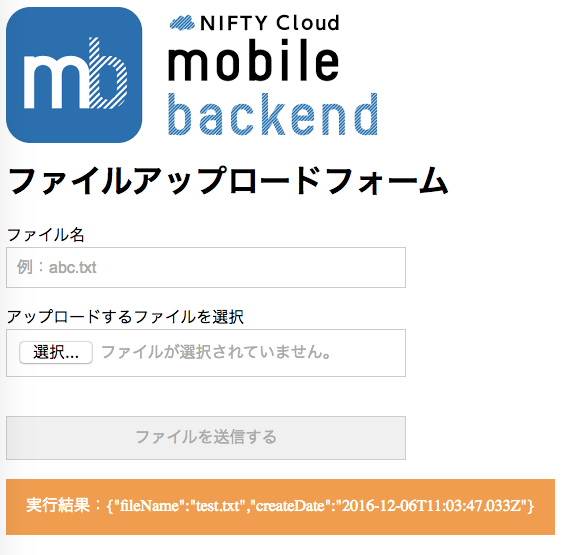 mb
NIFTY Cloud
mobile
backend
ファイルアップロードフォーム
ファイル名
例：abc.txt
アップロードするファイルを選択
選択... ファイルが選択されていません。
ファイルを送信する
実行結果：{"fileName":"test.txt","createDate":"2016-12-06T11:03:47.033Z"}